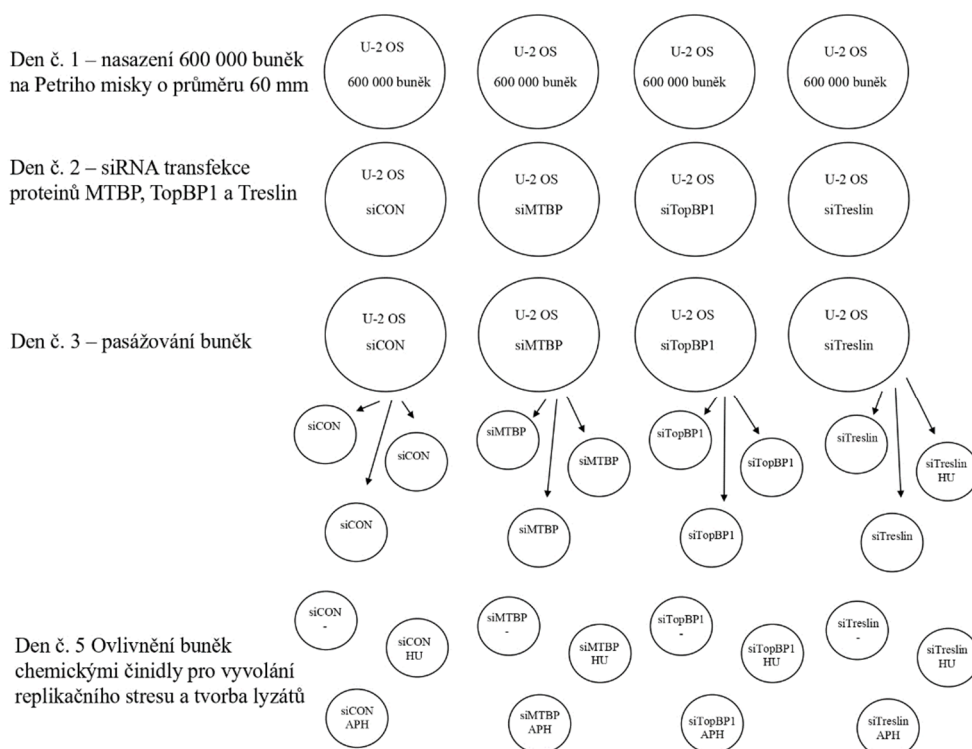 Den č. 1 – nasazení 600 000 buněk
na Petriho misky o průměru 60 mm
U-2 OS
600 000 buněk
U-2 OS
600 000 buněk
U-2 OS
600 000 buněk
U-2 OS
600 000 buněk
Den č. 2 – siRNA transfekce
proteinů MTBP, TopBP1 a Treslin
U-2 OS
siCON
U-2 OS
siMTBP
U-2 OS
siTopBP1
U-2 OS
siTreslin
Den č. 3 – pasážování buněk
U-2 OS
siCON
U-2 OS
siMTBP
U-2 OS
siTopBP1
U-2 OS
siTreslin
siCON
siCON
siCON
siMTBP
siMTBP
siMTBP
siTopBP1
siTopBP1
siTopBP1
siTreslin
siTreslin
HU
siTreslin
Den č. 5 Ovlivnění buněk
chemickými činidly pro vyvolání
replikačního stresu a tvorba lyzátů
siCON
-
siCON
HU
siCON
APH
siMTBP
-
siMTBP
HU
siMTBP
APH
siTopBP1
-
siTopBP1
HU
siTopBP1
APH
siTreslin
-
siTreslin
HU
siTreslin
APH